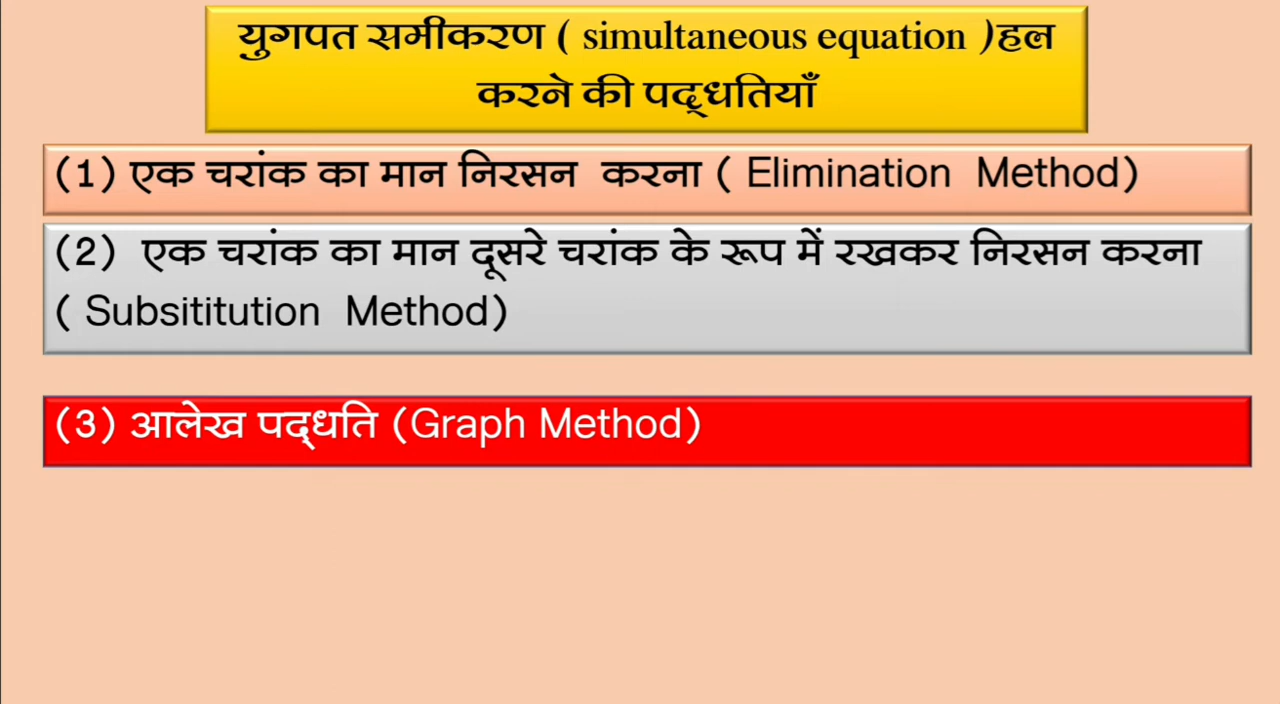 युगपत समीकरण ( simultaneous equation )हल
करने की पद्धतियाँ
(1) एक चरांक का मान निरसन करना ( Elimination Method)
(2) एक चरांक का मान दूसरे चरांक के रूप में रखकर निरसन करना
( Subsititution Method)
(3) आलेख पद्धति (Graph Method)